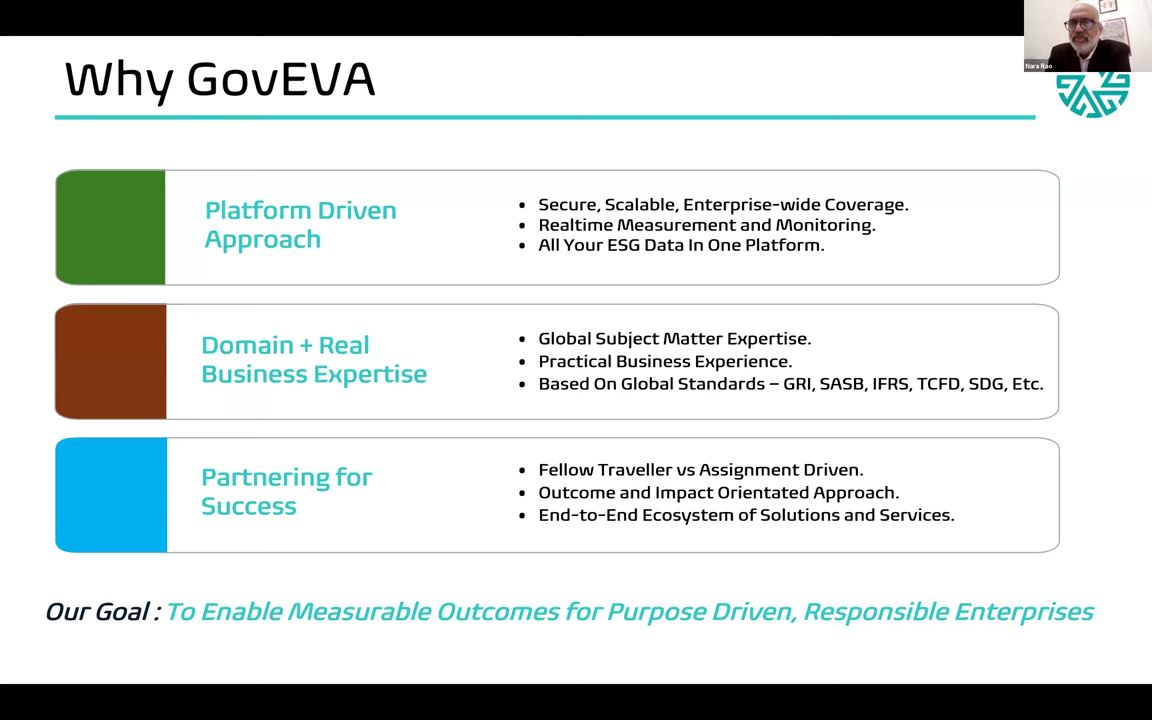 Nara Rao
Why GovEVA
Platform Driven
Approach
• Secure, Scalable, Enterprise-wide Coverage.
• Realtime Measurement and Monitoring.
• All Your ESG Data In One Platform.
Domain + Real
Business Expertise
• Global Subject Matter Expertise.
• Practical Business Experience.
• Based On Global Standards – GRI, SASB, IFRS, TCFD, SDG, Etc.
Partnering for
Success
• Fellow Traveller vs Assignment Driven.
• Outcome and Impact Orientated Approach.
• End-to-End Ecosystem of Solutions and Services.
Our Goal : To Enable Measurable Outcomes for Purpose Driven, Responsible Enterprises